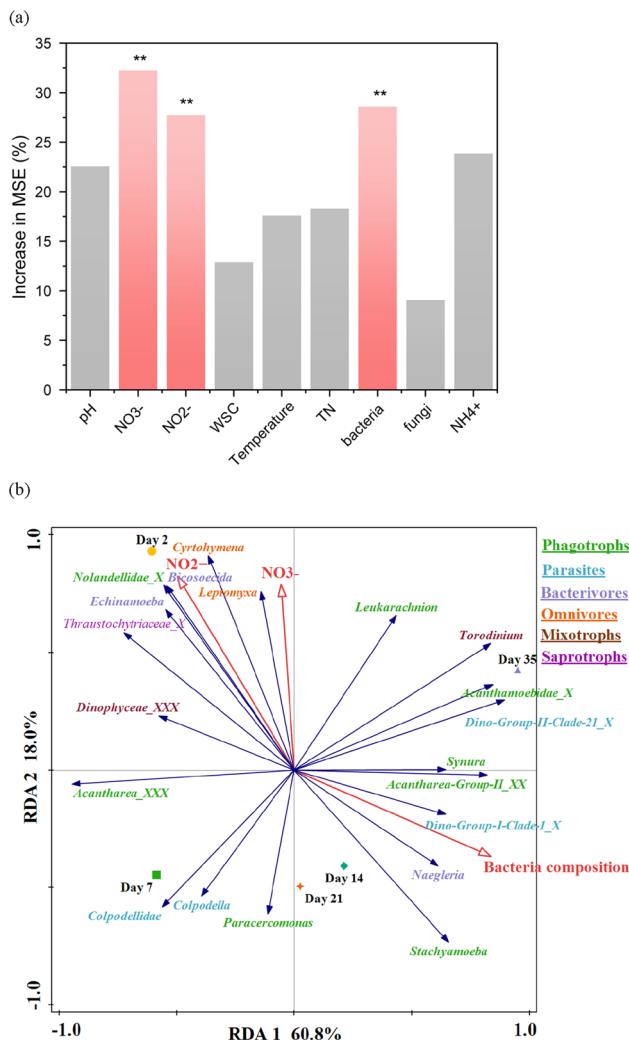 (a)
Increase in MSE (%)
35
30
25
20
15
10
5
0
**
**
**
pH
NO3-
NO2-
WSC
Temperature
TN
bacteria
fungi
NH4+
(b)
1.0
Day 2
Cyrtohymena
NO2−
Nolandellidae_X
Bicosoecida
NO3-
Echinamoeba
Leptomyxa
Leukarachnion
Thraustochytriaceae_X
Torodinium
Day 35
Acanthamoebidae_X
Dinophyceae_XXX
Dino-Group-II-Clade-21_X
Synura
Acantharea_XXX
Acantharea-Group-II_XX
Dino-Group-I-Clade-1_X
Bacteria composition
Naegleria
Day 7
Day 14
Day 21
Colpodella
Colpodellidae
Paracercomonas
Stachyamoeba
Phagotrophs
Parasites
Bacterivores
Omnivores
Mixotrophs
Saprotrophs
RDA 2 18.0%
-1.0
-1.0
RDA 1 60.8%
1.0